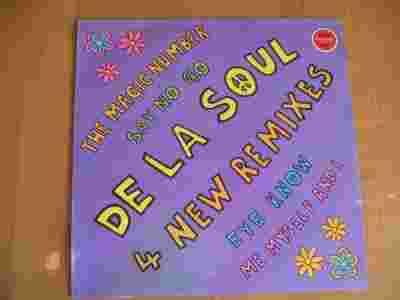 THE MAGIC NUMBER
SAY NO GO
DE LA SOUL
4 NEW REMIXES
EYE KNOW
ME MYSELF AND I